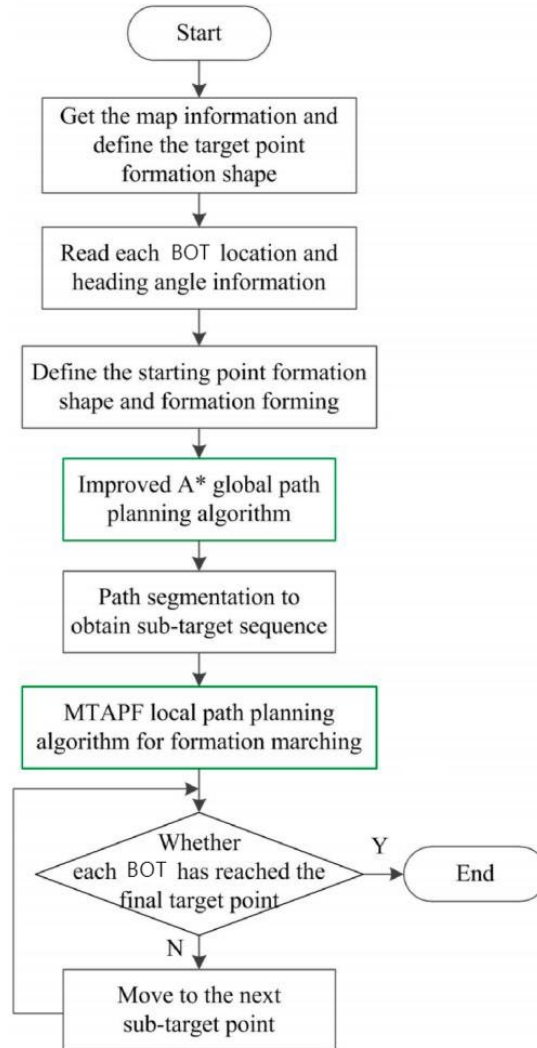 Start
Get the map information and
define the target point
formation shape
Read each BOT location and
heading angle information
Define the starting point formation
shape and formation forming
Improved A* global path
planning algorithm
Path segmentation to
obtain sub-target sequence
MTAPF local path planning
algorithm for formation marching
Whether
each BOT has reached the
final target point
Y
End
N
Move to the next
sub-target point